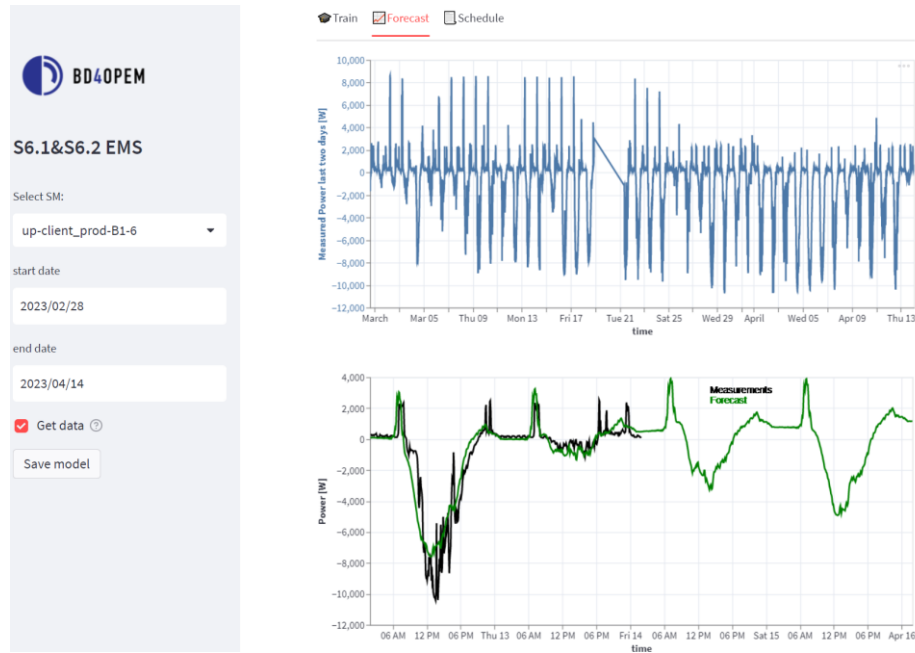 BD4OPEM
S6.1&S6.2 EMS
Select SM:
up-client_prod-B1-6
start date
2023/02/28
end date
2023/04/14
Get data
Save model
Train Forecast Schedule
Measured Power last two days [W]
10,000
8,000
6,000
4,000
2,000
0
−2,000
−4,000
−6,000
−8,000
−10,000
−12,000
March Mar 05 Thu 09 Mon 13 Fri 17 Tue 21 Sat 25 Wed 29 April Wed 05 Apr 09 Thu 13
time
Power [W]
4,000
2,000
0
−2,000
−4,000
−6,000
−8,000
−10,000
−12,000
Measurements
Forecast
06 AM 12 PM 06 PM Thu 13 06 AM 12 PM 06 PM Fri 14 06 AM 12 PM 06 PM Sat 15 06 AM 12 PM 06 PM Apr 16
time